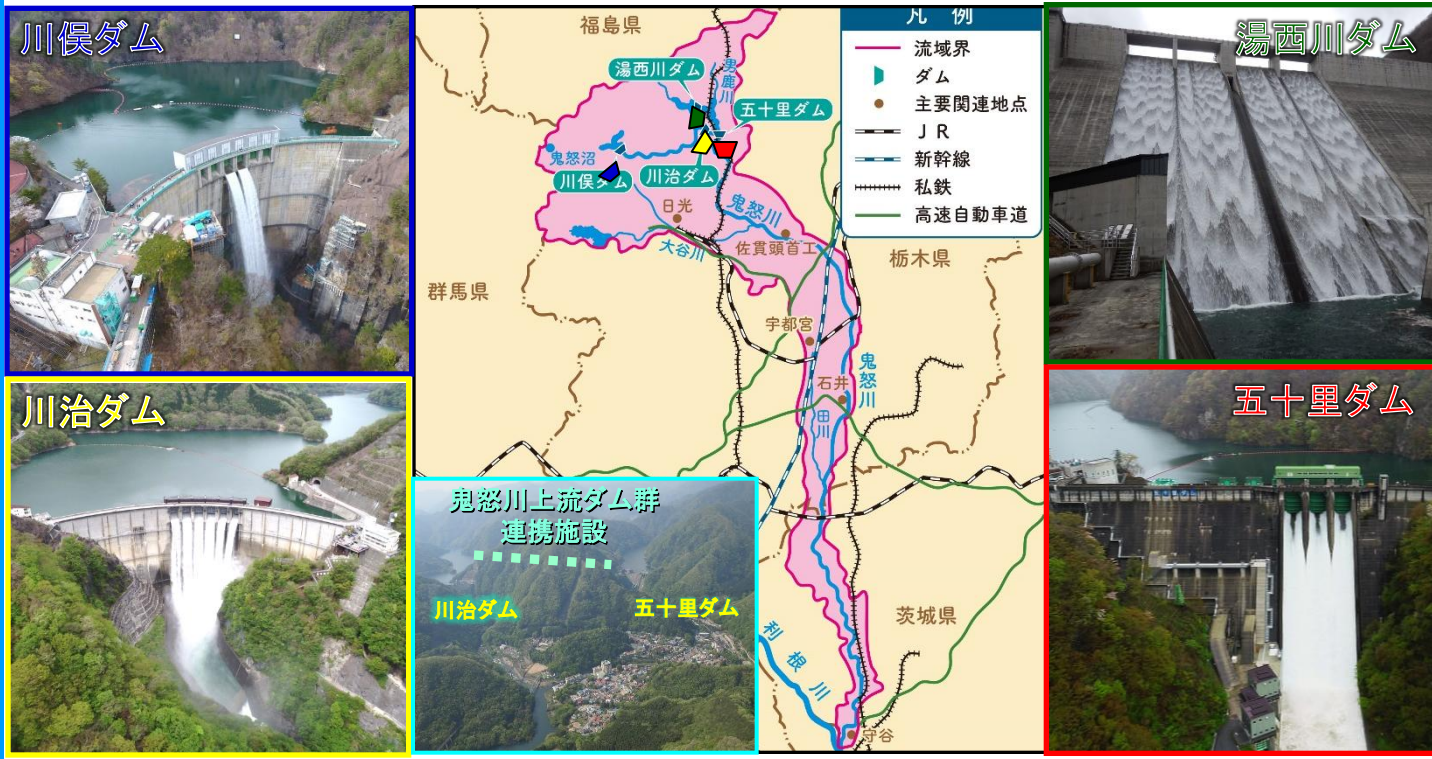 川俣ダム
川治ダム
福島県
湯西川ダム
男鹿川
五十里ダム
鬼怒沼
川俣ダム
川治ダム
日光
鬼怒川
大谷川
佐貫頭首工
群馬県
栃木県
宇都宮
石井
鬼怒川
田川
茨城県
利根川
守谷
凡例
流域界
ダム
主要関連地点
JR
新幹線
私鉄
高速自動車道
鬼怒川上流ダム群
連携施設
川治ダム
五十里ダム
湯西川ダム
五十里ダム